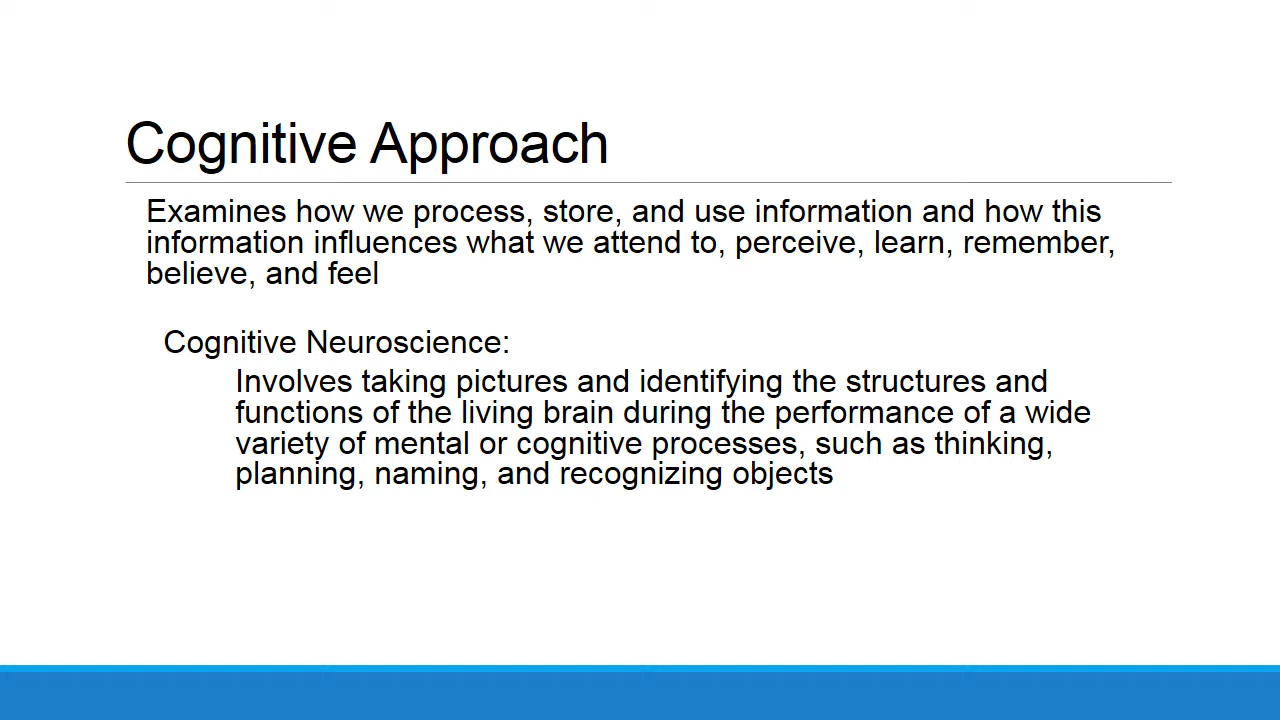 Cognitive Approach
Examines how we process, store, and use information and how this
information influences what we attend to, perceive, learn, remember,
believe, and feel
Cognitive Neuroscience:
Involves taking pictures and identifying the structures and
functions of the living brain during the performance of a wide
variety of mental or cognitive processes, such as thinking,
planning, naming, and recognizing objects